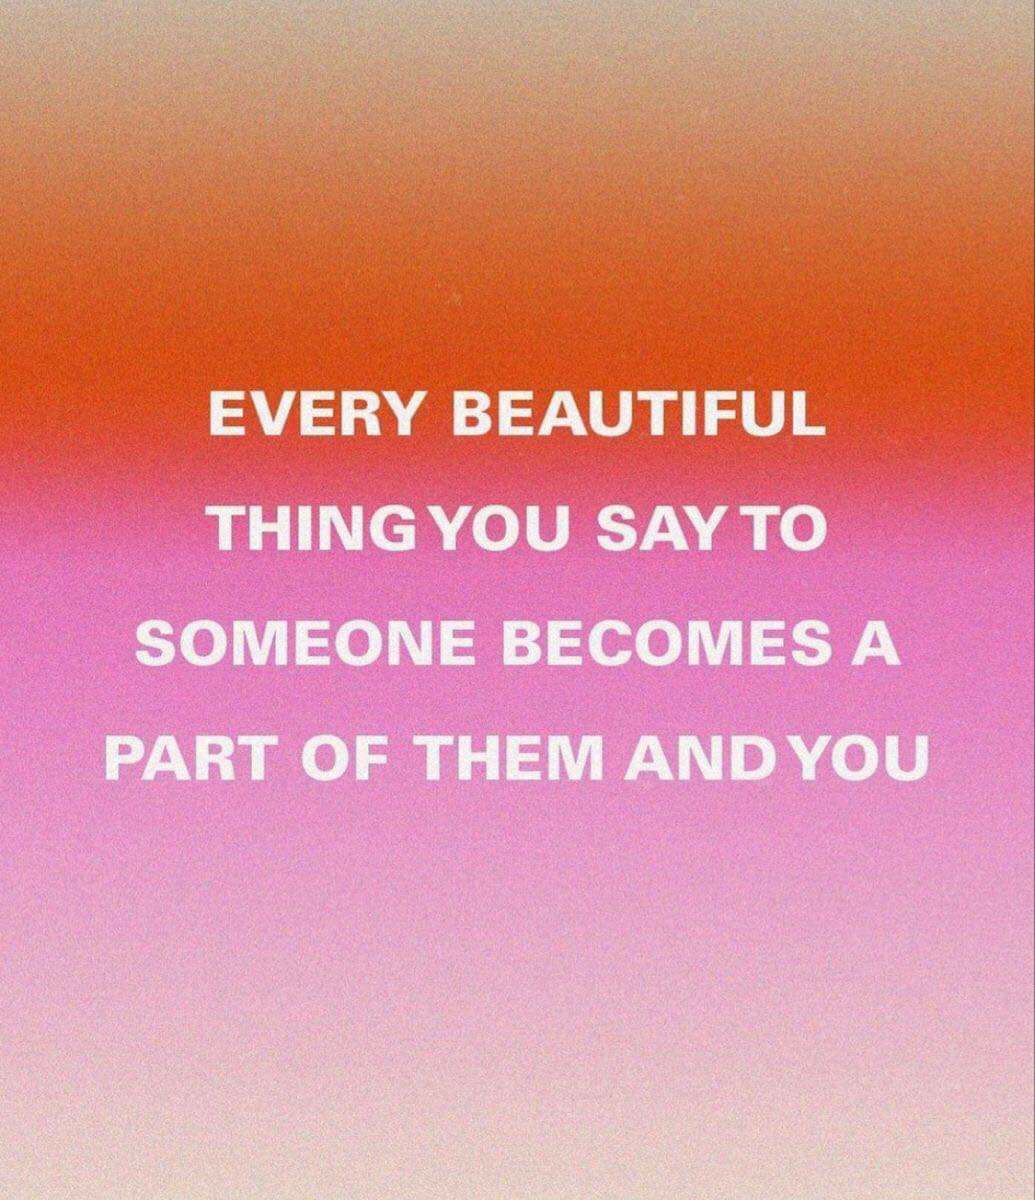 EVERY BEAUTIFUL
THING YOU SAY TO
SOMEONE BECOMES A
PART OF THEM AND YOU